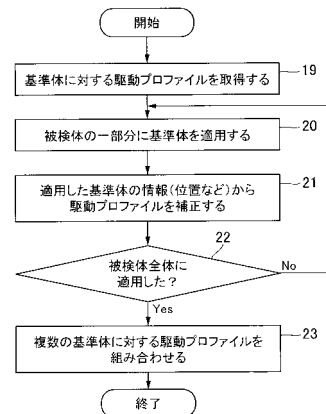 開始
基準体に対する駆動プロファイルを取得する
19
被検体の一部分に基準体を適用する
20
適用した基準体の情報(位置など)から
駆動プロファイルを補正する
21
被検体全体に
適用した?
22
No
Yes
複数の基準体に対する駆動プロファイルを
組み合わせる
23
終了